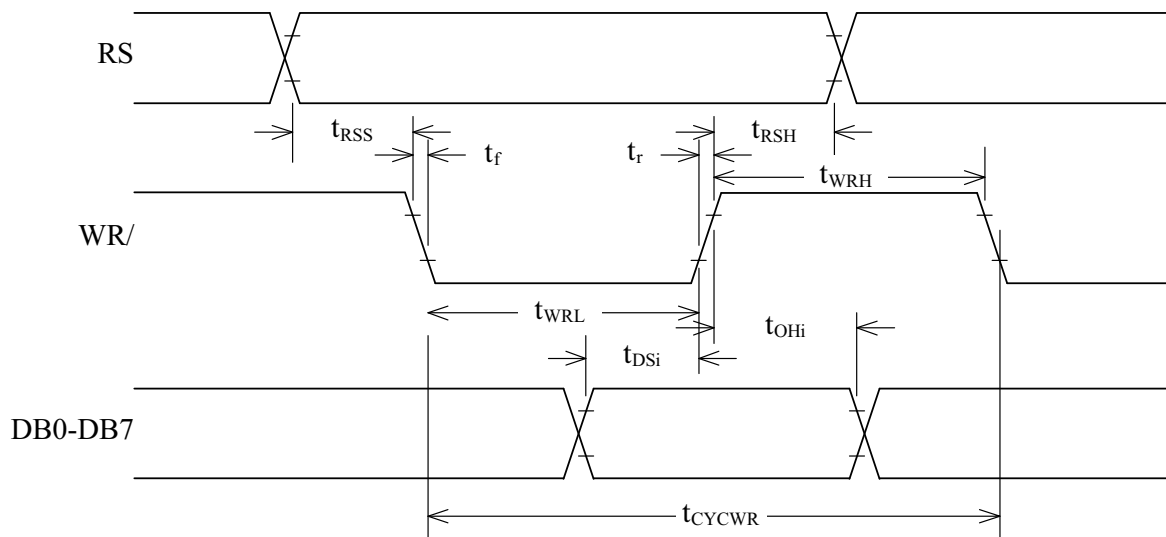 RS
tRSS
tRSH
tf
tr
tWRH
WR/
tWRL
tOHi
tDSi
DB0-DB7
tCYCWR